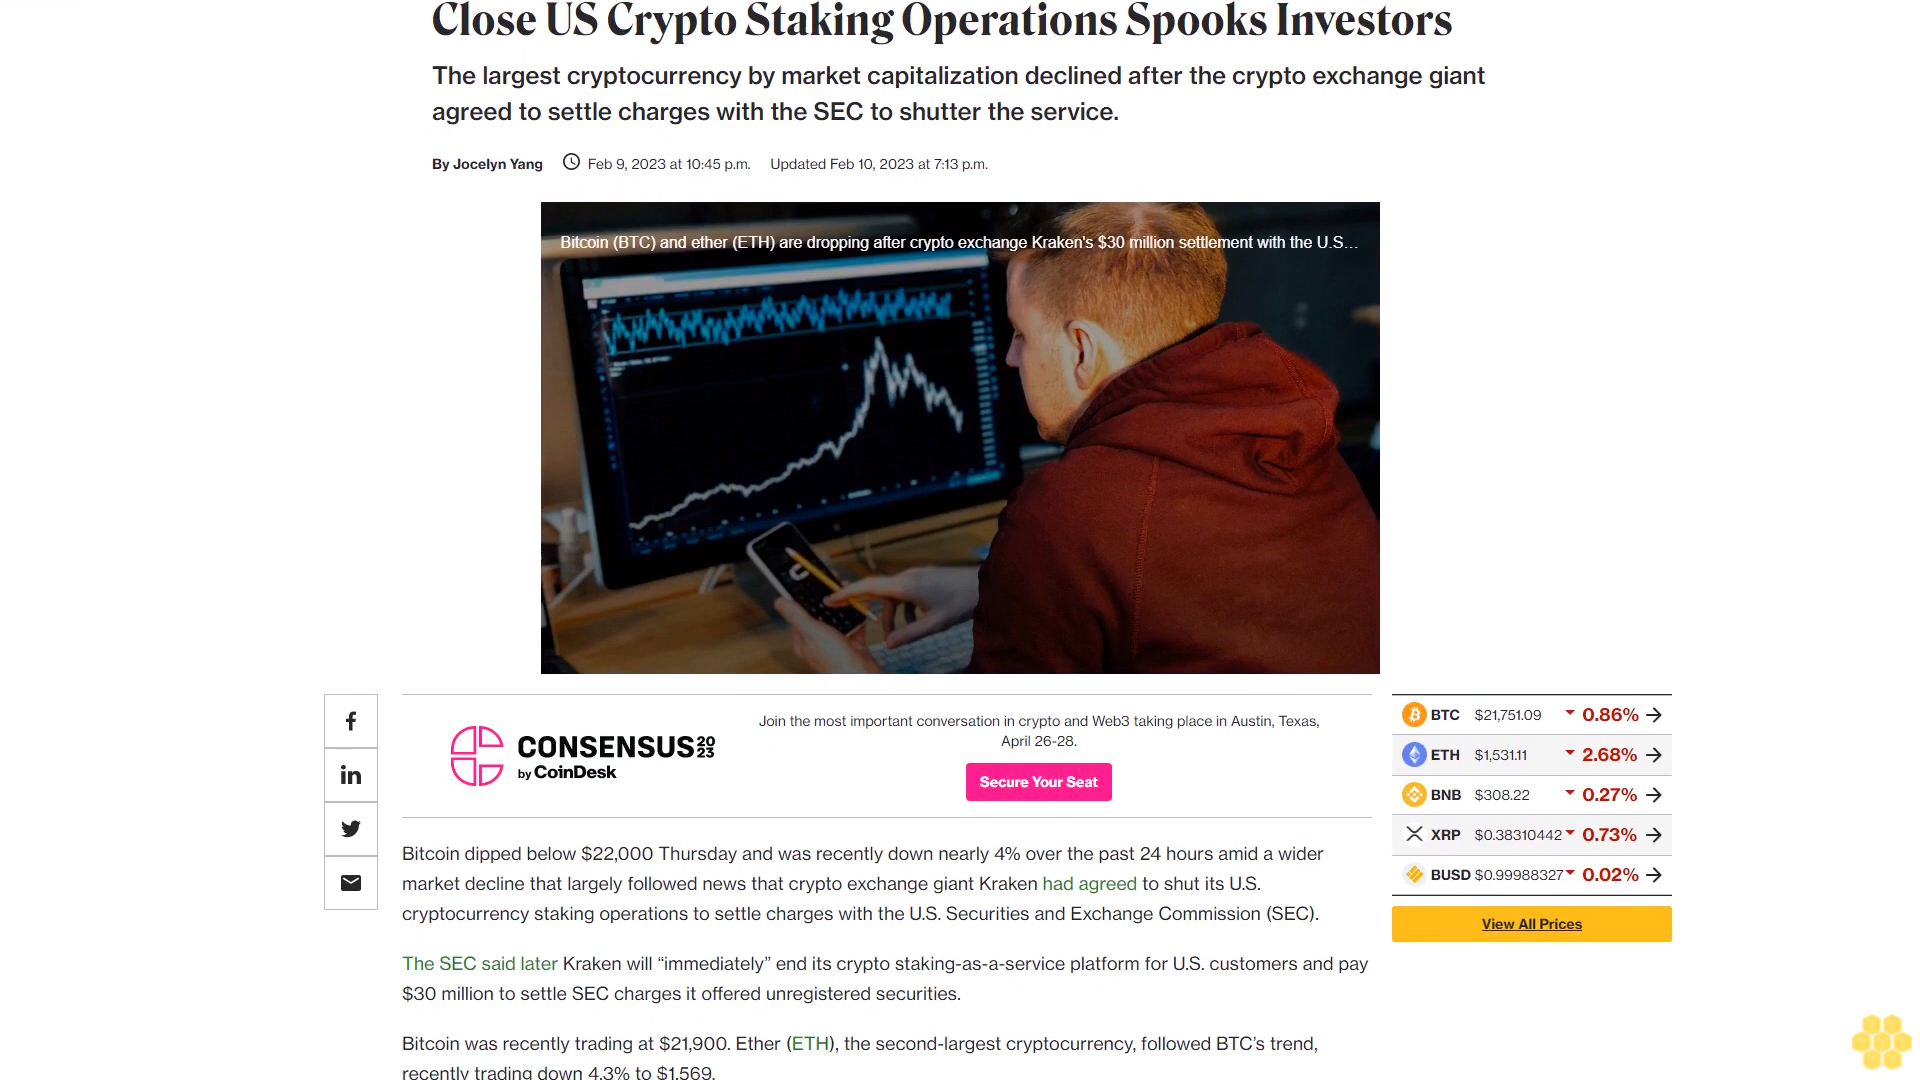 Close US Crypto Staking Operations Spooks Investors
The largest cryptocurrency by market capitalization declined after the crypto exchange giant
agreed to settle charges with the SEC to shutter the service.
By Jocelyn Yang Feb 9, 2023 at 10:45 p.m. Updated Feb 10, 2023 at 7:13 p.m.
Bitcoin (BTC) and ether (ETH) are dropping after crypto exchange Kraken's $30 million settlement with the U.S...
CONSENSUS 20 23
by CoinDesk
Join the most important conversation in crypto and Web3 taking place in Austin, Texas,
April 26-28.
Secure Your Seat
BTC $21,751.09 0.86%
ETH $1,531.11 2.68%
BNB $308.22 0.27%
XRP $0.38310442 0.73%
BUSD $0.99988327 0.02%
View All Prices
Bitcoin dipped below $22,000 Thursday and was recently down nearly 4% over the past 24 hours amid a wider
market decline that largely followed news that crypto exchange giant Kraken had agreed to shut its U.S.
cryptocurrency staking operations to settle charges with the U.S. Securities and Exchange Commission (SEC).
The SEC said later Kraken will “immediately” end its crypto staking-as-a-service platform for U.S. customers and pay
$30 million to settle SEC charges it offered unregistered securities.
Bitcoin was recently trading at $21,900. Ether (ETH), the second-largest cryptocurrency, followed BTC’s trend,
recently trading down 4.3% to $1,569.